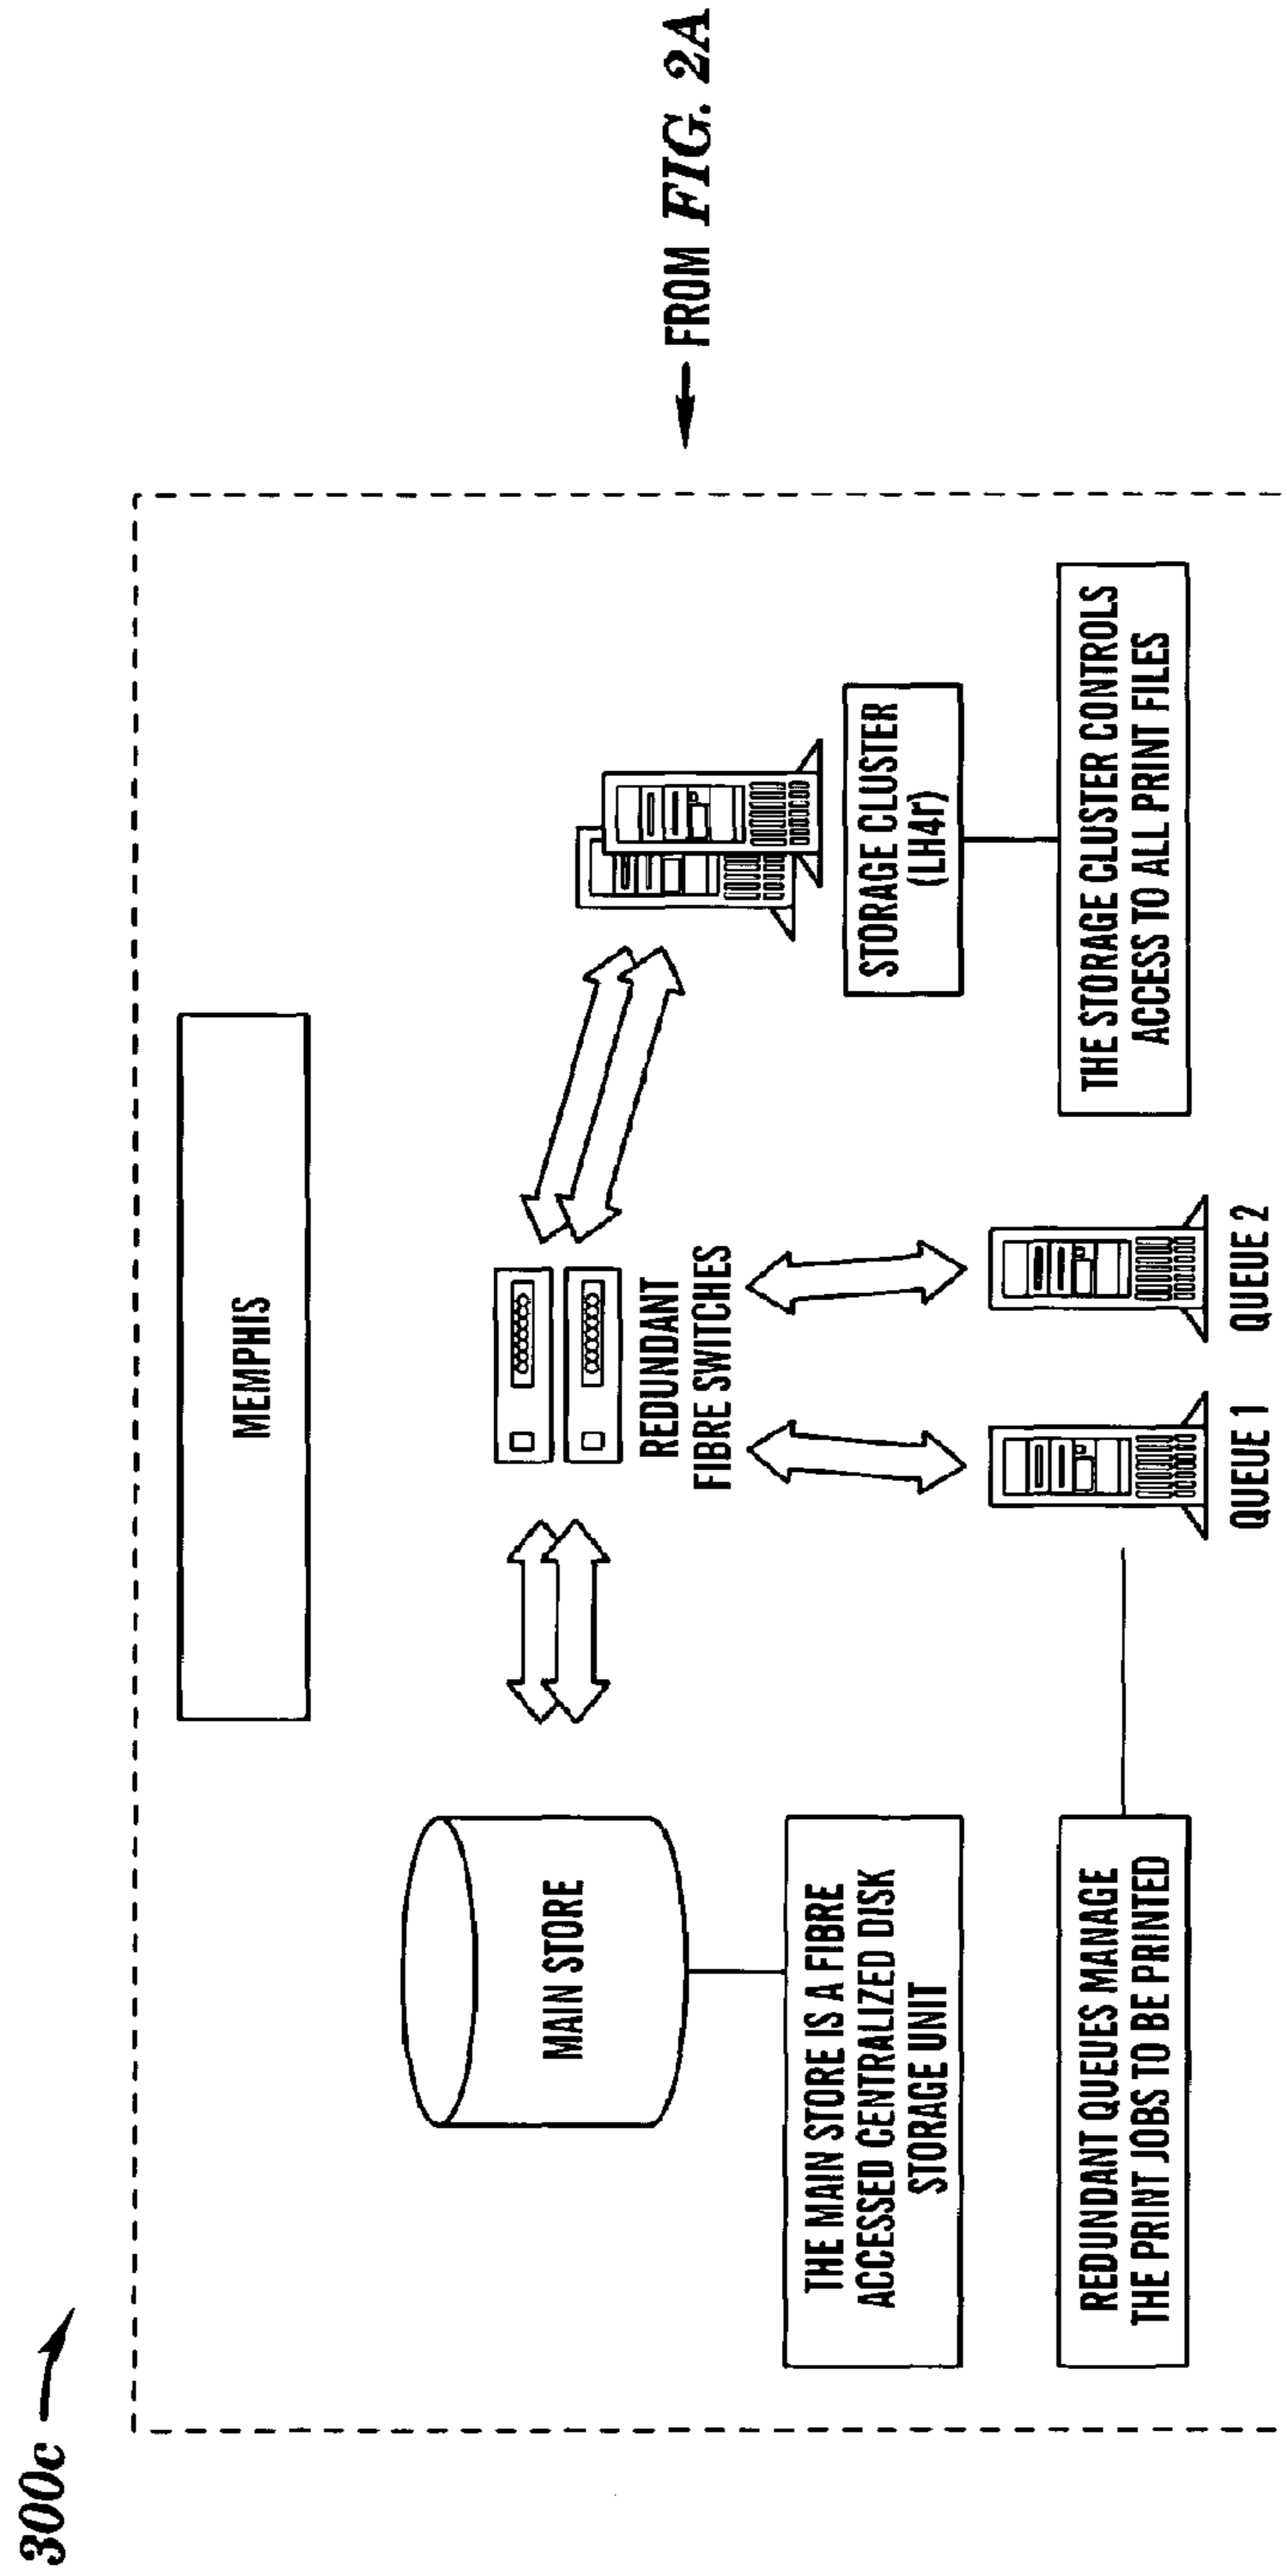 300c
MEMPHIS
MAIN STORE
REDUNDANT
FIBRE SWITCHES
← FROM FIG. 2A
THE MAIN STORE IS A FIBRE
ACCESSED CENTRALIZED DISK
STORAGE UNIT
STORAGE CLUSTER
(LH4r)
REDUNDANT QUEUES MANAGE
THE PRINT JOBS TO BE PRINTED
THE STORAGE CLUSTER CONTROLS
ACCESS TO ALL PRINT FILES
QUEUE 1
QUEUE 2